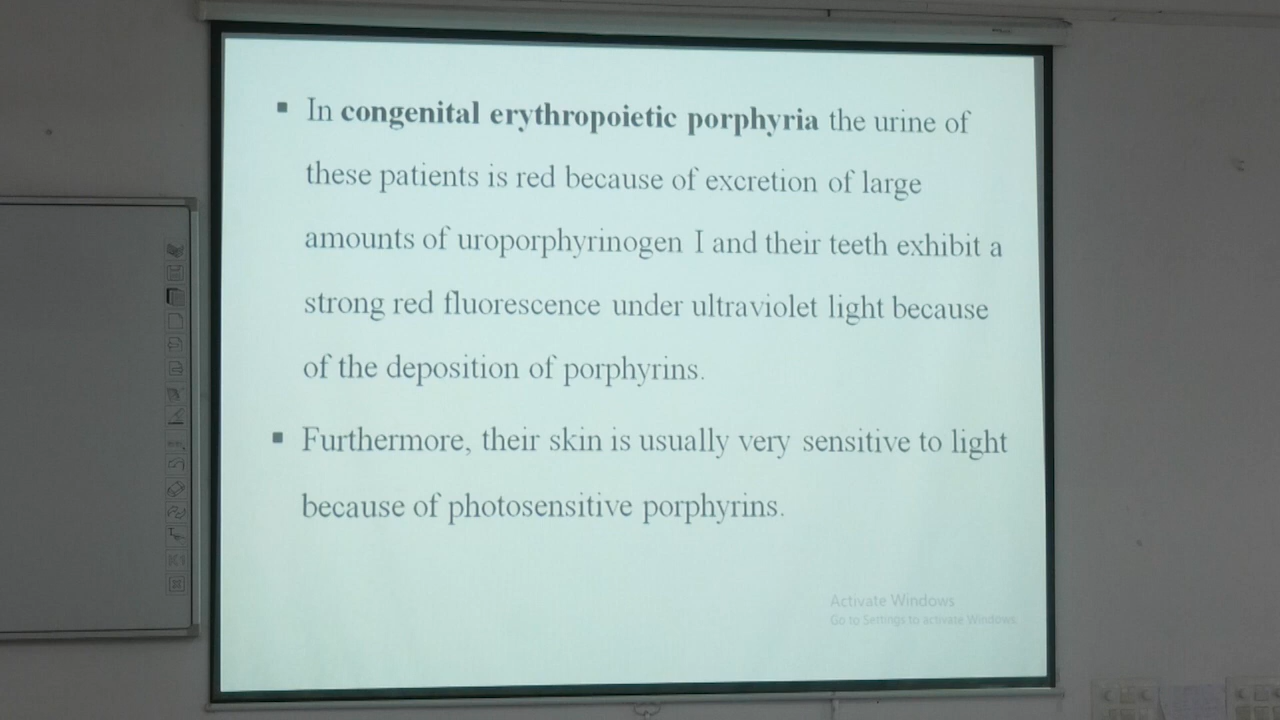 ▪ In congenital erythropoietic porphyria the urine of
these patients is red because of excretion of large
amounts of uroporphyrinogen I and their teeth exhibit a
strong red fluorescence under ultraviolet light because
of the deposition of porphyrins.
▪ Furthermore, their skin is usually very sensitive to light
because of photosensitive porphyrins.
Activate Windows
Go to Settings to activate Windows.